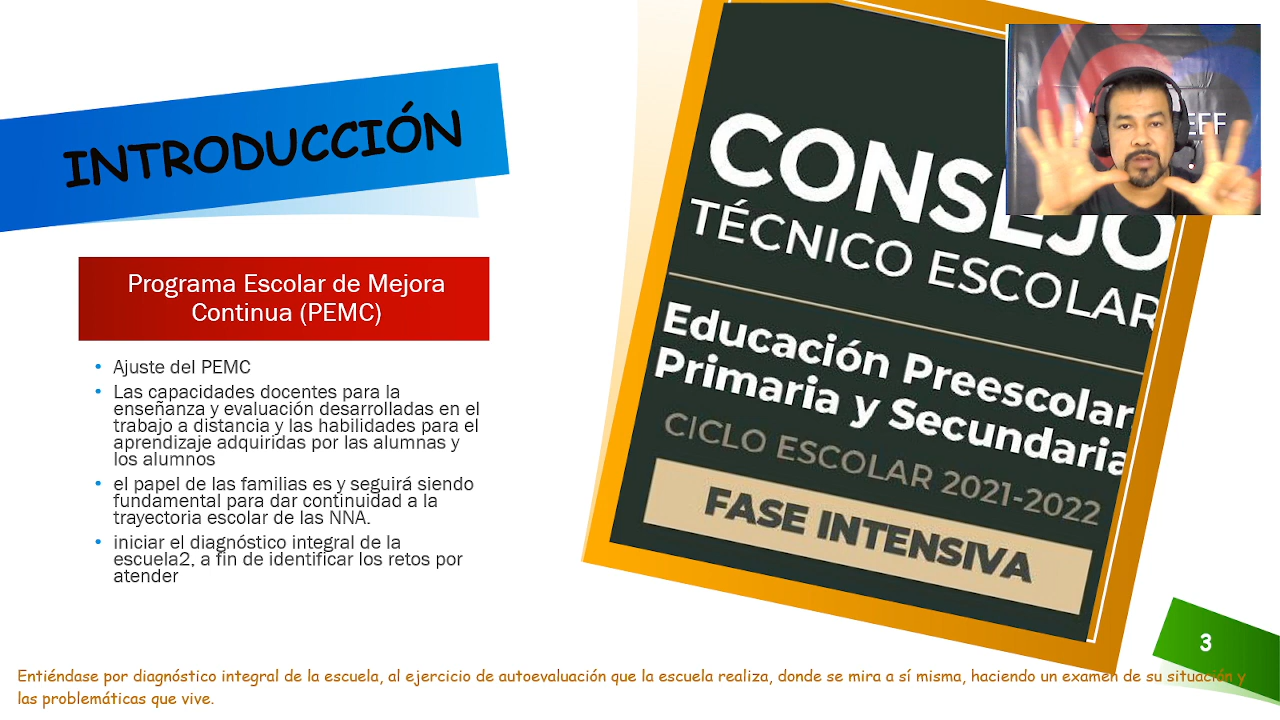 INTRODUCCIÓN
Programa Escolar de Mejora
Continua (PEMC)
• Ajuste del PEMC
• Las capacidades docentes para la
enseñanza y evaluación desarrolladas en el
trabajo a distancia y las habilidades para el
aprendizaje adquiridas por las alumnas y
los alumnos
• el papel de las familias es y seguirá siendo
fundamental para dar continuidad a la
trayectoria escolar de las NNA.
• iniciar el diagnóstico integral de la
escuela2, a fin de identificar los retos por
atender
CONSEJO
TÉCNICO ESCOLAR
Educación Preescolar
Primaria y Secundaria
CICLO ESCOLAR 2021-2022
FASE INTENSIVA
3
Entiéndase por diagnóstico integral de la escuela, al ejercicio de autoevaluación que la escuela realiza, donde se mira a sí misma, haciendo un examen de su situación y
las problemáticas que vive.